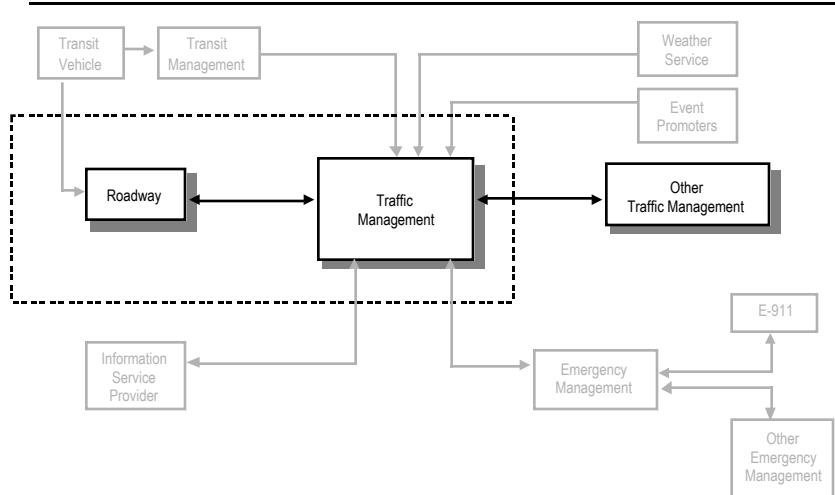 Transit
Vehicle
Transit
Management
Weather
Service
Event
Promoters
Roadway
Traffic
Management
Other
Traffic Management
E-911
Information
Service
Provider
Emergency
Management
Other
Emergency
Management